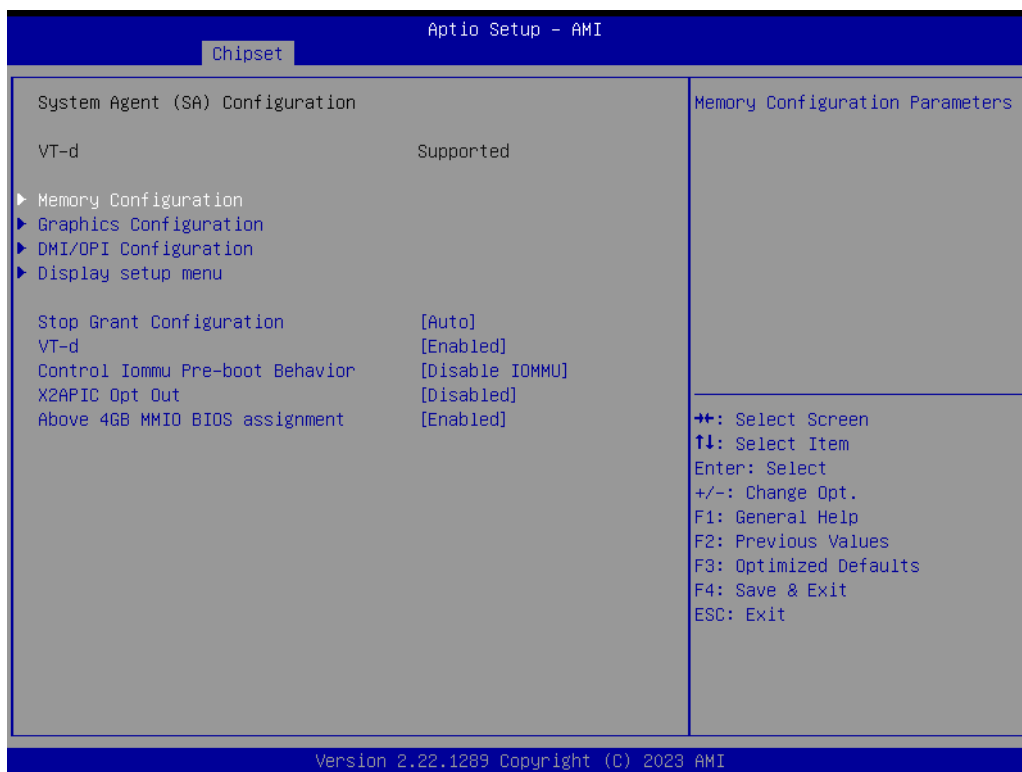 Aptio Setup – AMI
Chipset
System Agent (SA) Configuration
VT-d Supported
Memory Configuration
Graphics Configuration
DMI/OPI Configuration
Display setup menu
Stop Grant Configuration [Auto]
VT-d [Enabled]
Control Iommu Pre-boot Behavior [Disable IOMMU]
X2APIC Opt Out [Disabled]
Above 4GB MMIO BIOS assignment [Enabled]
Memory Configuration Parameters
→←: Select Screen
↑↓: Select Item
Enter: Select
+/-: Change Opt.
F1: General Help
F2: Previous Values
F3: Optimized Defaults
F4: Save & Exit
ESC: Exit
Version 2.22.1289 Copyright (C) 2023 AMI